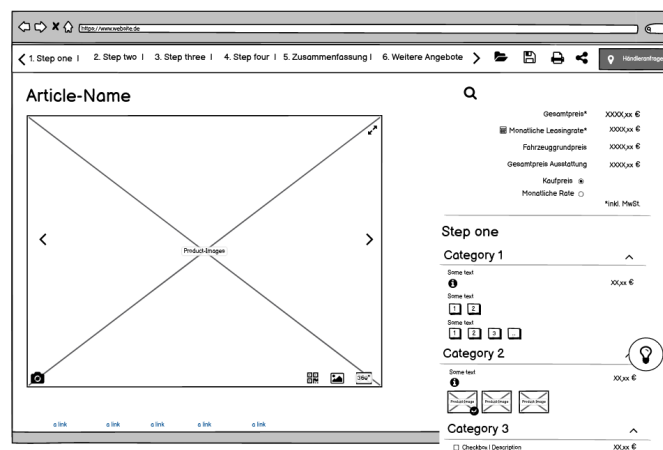 https://www.website.de
1. Step one | 2. Step two | 3. Step three | 4. Step four | 5. Zusammenfassung | 6. Weitere Angebote
Händleranfrage
Article-Name
Gesamtpreis* XXXX,xx €
Monatliche Leasingrate* XXXX,xx €
Fahrzeuggrundpreis XXXX,xx €
Gesamtpreis Ausstattung XXXX,xx €
Kaufpreis
Monatliche Rate
*inkl. MwSt.
Product-Images
360°
a link a link a link a link a link
Step one
Category 1
Some text
XX,xx €
Some text
1 2
Some text
1 2 3 ..
Category 2
Some text
XX,xx €
Product-Image Product-Image Product-Image
Category 3
Checkbox | Description XX,xx €